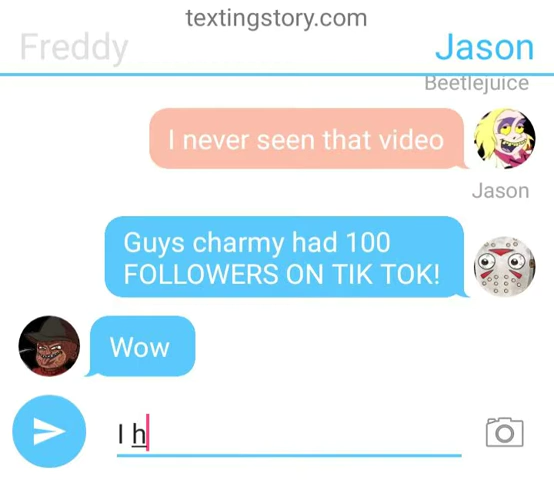 textingstory.com
Freddy
Jason
Beetlejuice
I never seen that video
Jason
Guys charmy had 100
FOLLOWERS ON TIK TOK!
Wow
I h